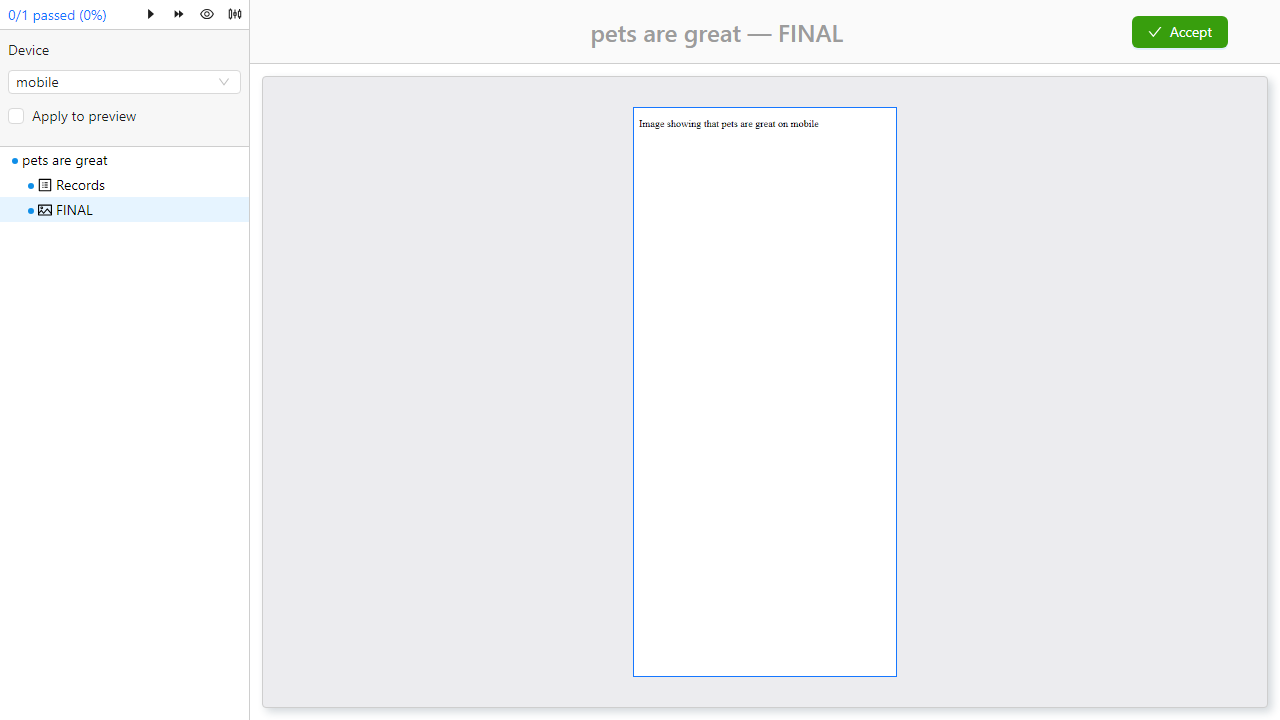 0/1 passed (0%)
Device
mobile
Apply to preview
pets are great
Records
FINAL
pets are great — FINAL
Accept
Image showing that pets are great on mobile